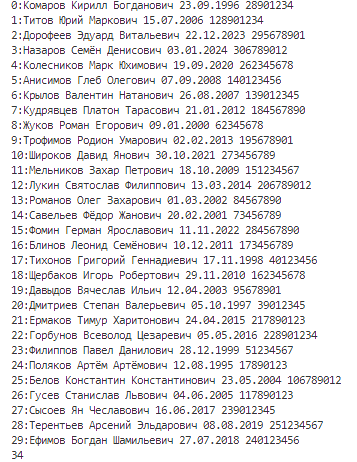 0:Комаров Кирилл Богданович 23.09.1996 28901234
1:Титов Юрий Маркович 15.07.2006 128901234
2:Дорофеев Эдуард Витальевич 22.12.2023 295678901
3:Назаров Семён Денисович 03.01.2024 306789012
4:Колесников Марк Юхимович 19.09.2020 262345678
5:Анисимов Глеб Олегович 07.09.2008 140123456
6:Крылов Валентин Натанович 26.08.2007 139012345
7:Кудрявцев Платон Тарасович 21.01.2012 184567890
8:Жуков Роман Егорович 09.01.2000 62345678
9:Трофимов Родион Умарович 02.02.2013 195678901
10:Широков Давид Янович 30.10.2021 273456789
11:Мельников Захар Петрович 18.10.2009 151234567
12:Лукин Святослав Филиппович 13.03.2014 206789012
13:Романов Олег Захарович 01.03.2002 84567890
14:Савельев Фёдор Жанович 20.02.2001 73456789
15:Фомин Герман Ярославович 11.11.2022 284567890
16:Блинов Леонид Семёнович 10.12.2011 173456789
17:Тихонов Григорий Геннадиевич 17.11.1998 40123456
18:Щербаков Игорь Робертович 29.11.2010 162345678
19:Давыдов Вячеслав Ильич 12.04.2003 95678901
20:Дмитриев Степан Валерьевич 05.10.1997 39012345
21:Ермаков Тимур Харитонович 24.04.2015 217890123
22:Горбунов Всеволод Цезаревич 05.05.2016 228901234
23:Филиппов Павел Данилович 28.12.1999 51234567
24:Поляков Артём Артёмович 12.08.1995 17890123
25:Белов Константин Константинович 23.05.2004 106789012
26:Гусев Станислав Львович 04.06.2005 117890123
27:Сысоев Ян Чеславович 16.06.2017 239012345
28:Терентьев Арсений Эльдарович 08.08.2019 251234567
29:Ефимов Богдан Шамильевич 27.07.2018 240123456
34